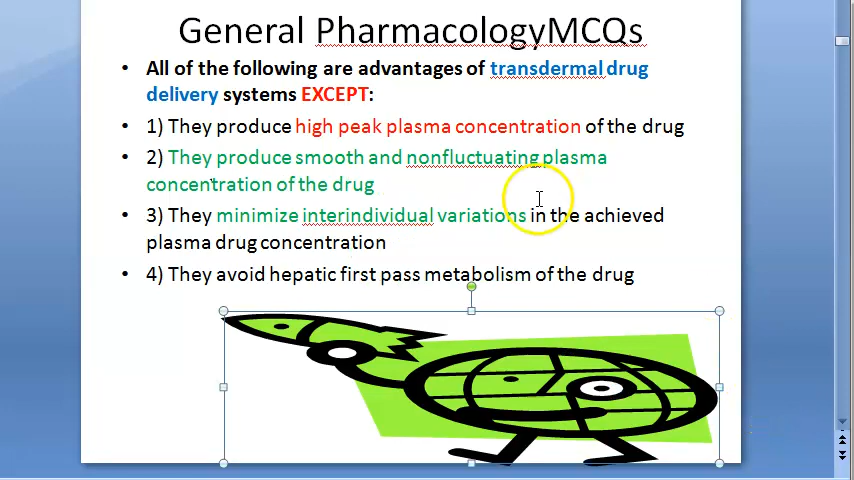 General PharmacologyMCQs
• All of the following are advantages of transdermal drug
delivery systems EXCEPT:
• 1) They produce high peak plasma concentration of the drug
• 2) They produce smooth and nonfluctuating plasma
concentration of the drug
• 3) They minimize interindividual variations in the achieved
plasma drug concentration
• 4) They avoid hepatic first pass metabolism of the drug